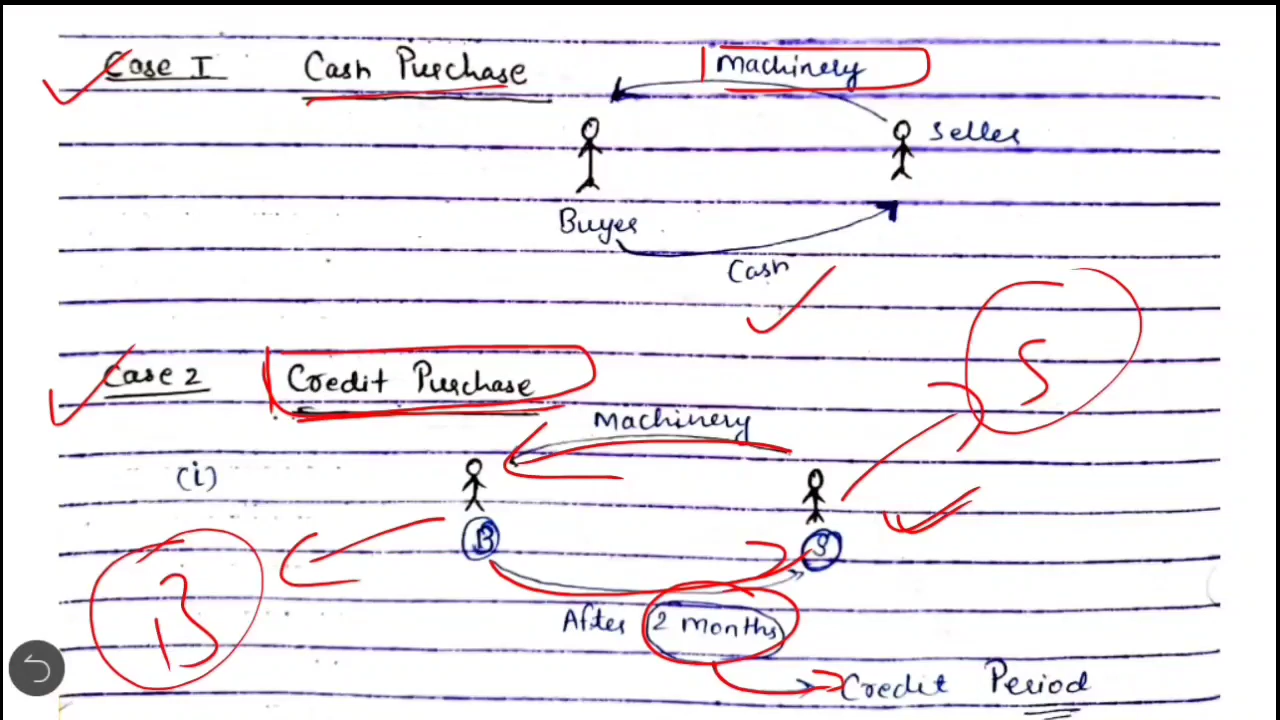 Case I Cash Purchase Machinery
Seller
Buyer
Cash
S
Case 2 Credit Purchase
Machinery
(i)
B S
B
After 2 months
Credit Period